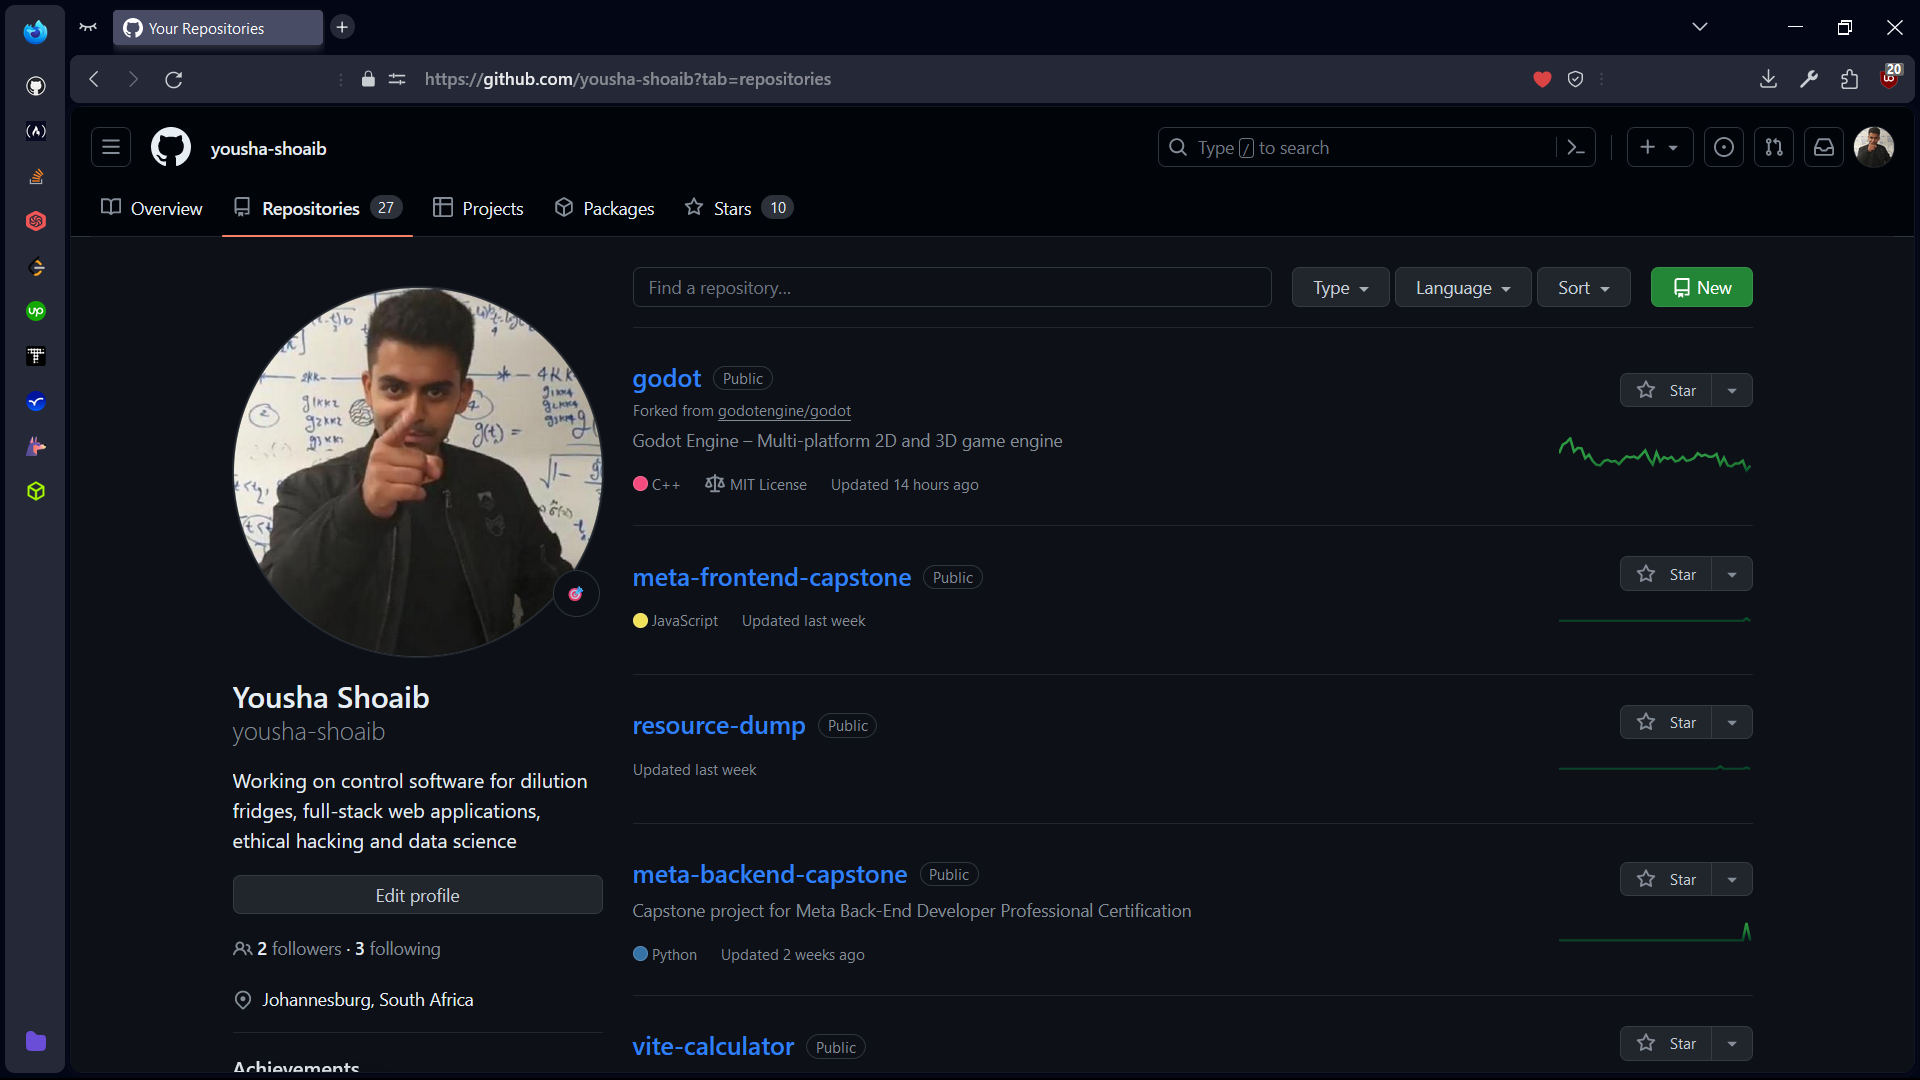 Your Repositories
https://github.com/yousha-shoaib?tab=repositories
20
yousha-shoaib
Type / to search
Overview
Repositories 27
Projects
Packages
Stars 10
Find a repository...
Type
Language
Sort
New
godot Public
Star
Forked from godotengine/godot
Godot Engine – Multi-platform 2D and 3D game engine
C++ MIT License Updated 14 hours ago
meta-frontend-capstone Public
Star
JavaScript Updated last week
resource-dump Public
Star
Updated last week
meta-backend-capstone Public
Star
Capstone project for Meta Back-End Developer Professional Certification
Python Updated 2 weeks ago
vite-calculator Public
Star
Yousha Shoaib
yousha-shoaib
Working on control software for dilution
fridges, full-stack web applications,
ethical hacking and data science
Edit profile
2 followers · 3 following
Johannesburg, South Africa
Achievements